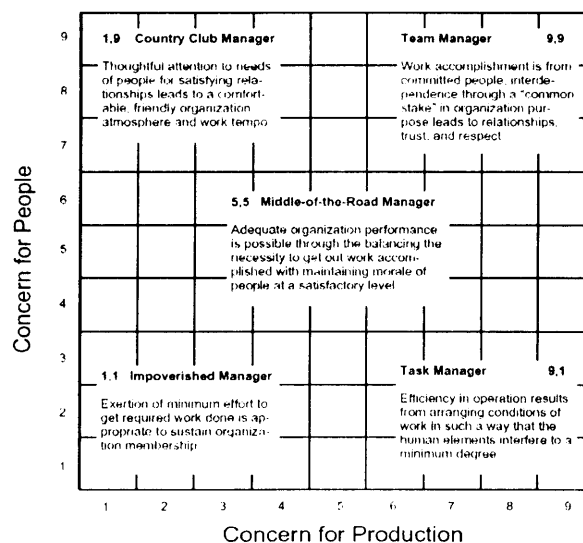 9
1,9 Country Club Manager
Thoughtful attention to needs
of people for satisfying rela-
tionships leads to a comfort-
able, friendly organization
atmosphere and work tempo
Team Manager 9,9
Work accomplishment is from
committed people, interde-
pendence through a "common
stake" in organization pur-
pose leads to relationships,
trust, and respect
8
7
6
5,5 Middle-of-the-Road Manager
Adequate organization performance
is possible through the balancing the
necessity to get out work accom-
plished with maintaining morale of
people at a satisfactory level
5
4
3
1,1 Impoverished Manager
Exertion of minimum effort to
get required work done is ap-
propriate to sustain organiza-
tion membership
Task Manager 9,1
Efficiency in operation results
from arranging conditions of
work in such a way that the
human elements interfere to a
minimum degree
2
1
Concern for People
1 2 3 4 5 6 7 8 9
Concern for Production